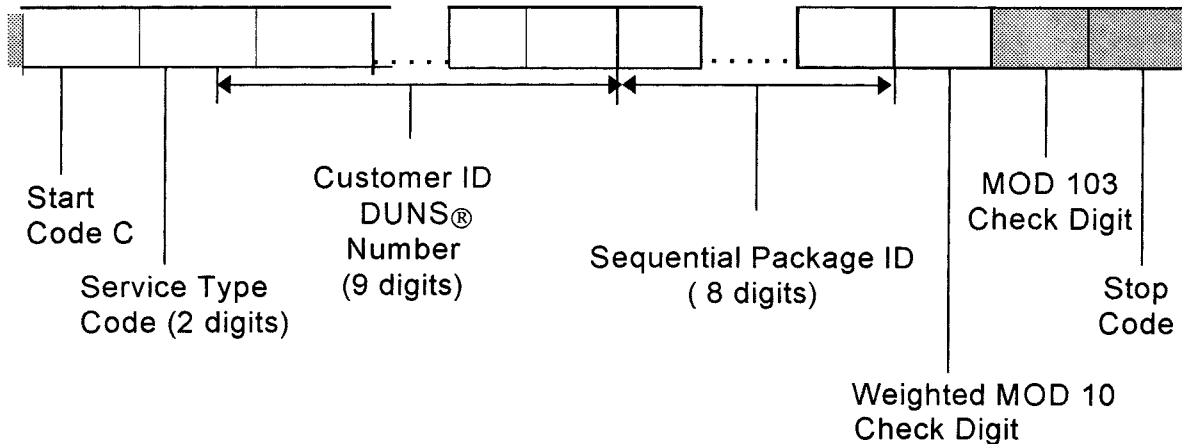 Start
Code C
Service Type
Code (2 digits)
Customer ID
DUNS®
Number
(9 digits)
Sequential Package ID
( 8 digits)
Weighted MOD 10
Check Digit
MOD 103
Check Digit
Stop
Code